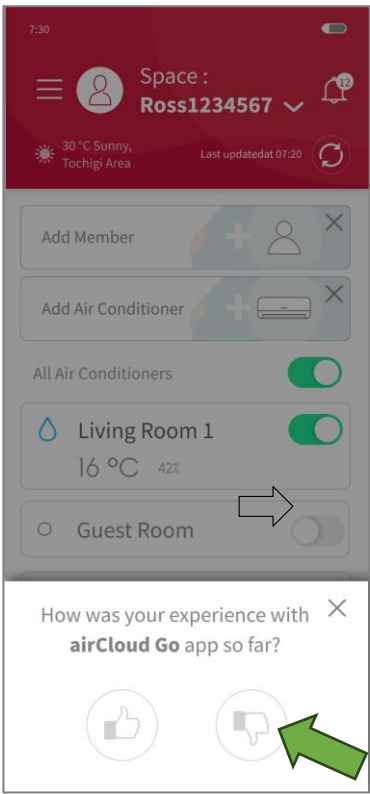 7:30
Space :
Ross1234567
12
30 °C Sunny,
Tochigi Area
Last updatedat 07:20
Add Member
Add Air Conditioner
All Air Conditioners
Living Room 1
16 °C 42%
Guest Room
How was your experience with
airCloud Go app so far?